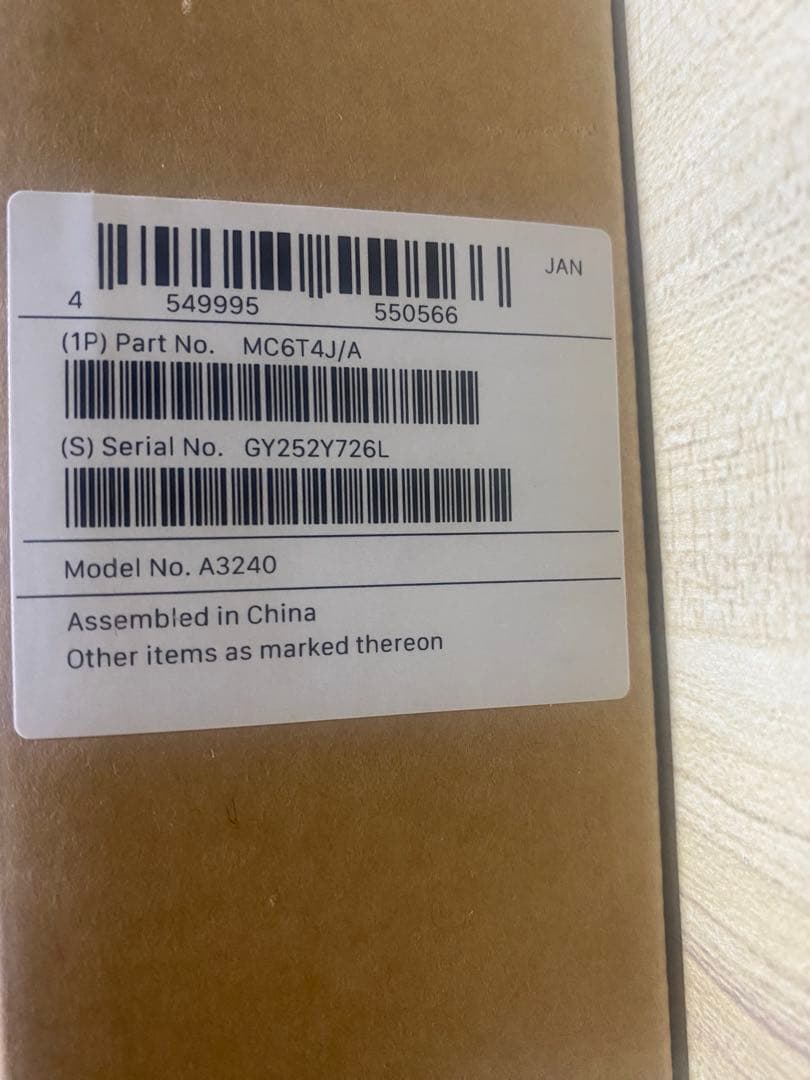 JAN
4 549995 550566
(1P) Part No. MC6T4J/A
(S) Serial No. GY252Y726L
Model No. A3240
Assembled in China
Other items as marked thereon